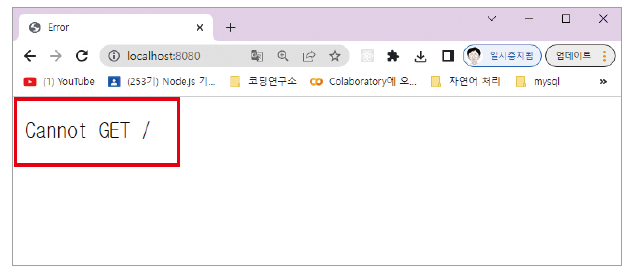 Error
localhost:8080
일시중지됨
업데이트
(1) YouTube
(253기) Node.js 기...
코딩연구소
Colaboratory에 오...
자연어 처리
mysql
»
Cannot GET /